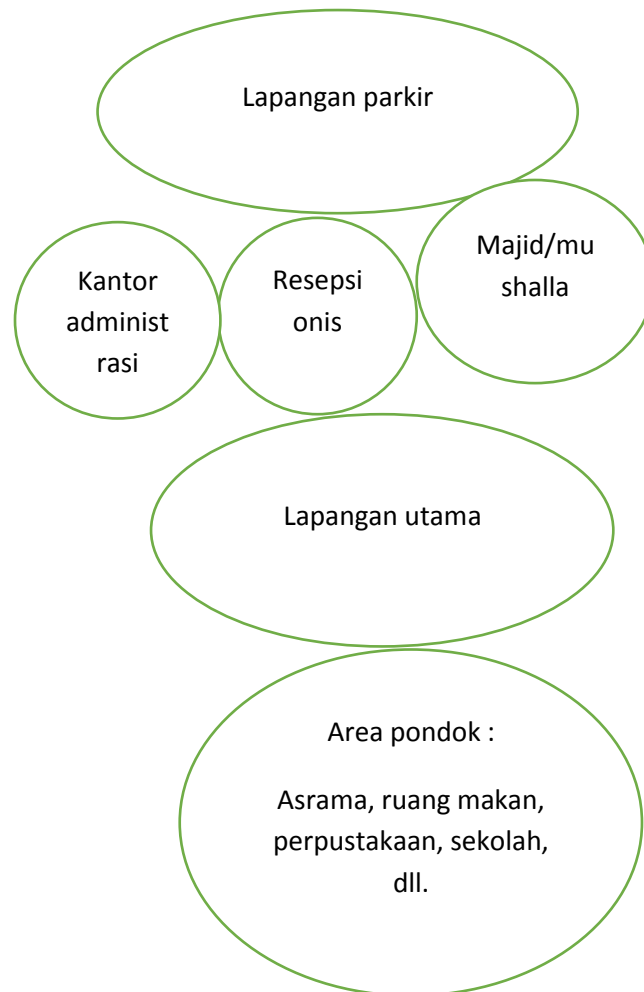 Lapangan parkir
Kantor
administ
rasi
Resepsi
onis
Majid/mu
shalla
Lapangan utama
Area pondok :
Asrama, ruang makan,
perpustakaan, sekolah,
dll.